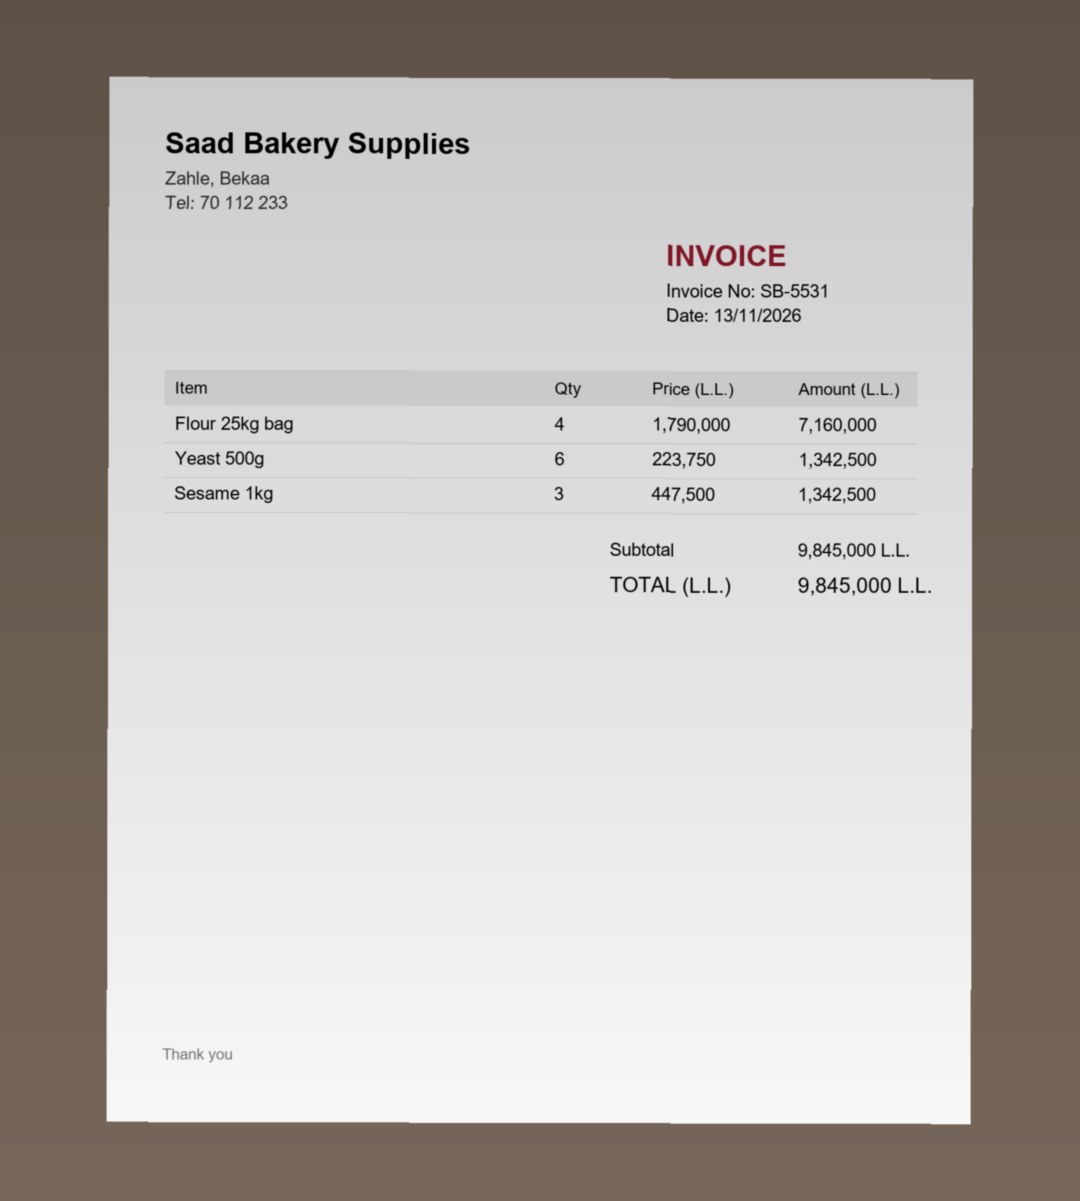 Saad Bakery Supplies
Zahle, Bekaa
Tel: 70 112 233
INVOICE
Invoice No: SB-5531
Date: 13/11/2026
Item Qty Price (L.L.) Amount (L.L.)
Flour 25kg bag 4 1,790,000 7,160,000
Yeast 500g 6 223,750 1,342,500
Sesame 1kg 3 447,500 1,342,500
Subtotal 9,845,000 L.L.
TOTAL (L.L.) 9,845,000 L.L.
Thank you